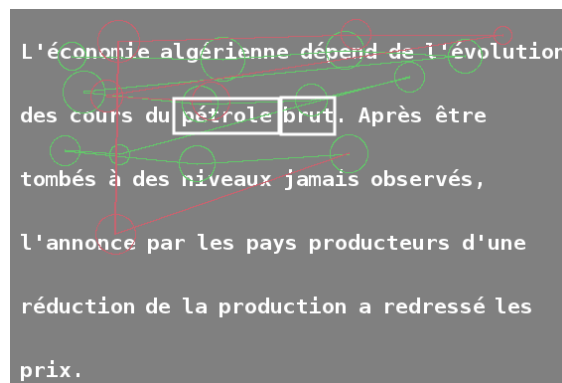 L'économie algérienne dépend de l'évolution
des cours du pétrole brut. Après être
tombés à des niveaux jamais observés,
l'annonce par les pays producteurs d'une
réduction de la production a redressé les
prix.